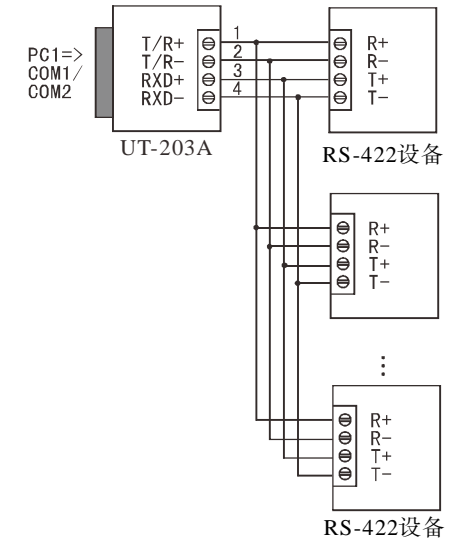 PC1=>
COM1/
COM2
T/R+
T/R-
RXD+
RXD-
1
2
3
4
UT-203A
R+
R-
T+
T-
RS-422设备
R+
R-
T+
T-
⋮
R+
R-
T+
T-
RS-422设备